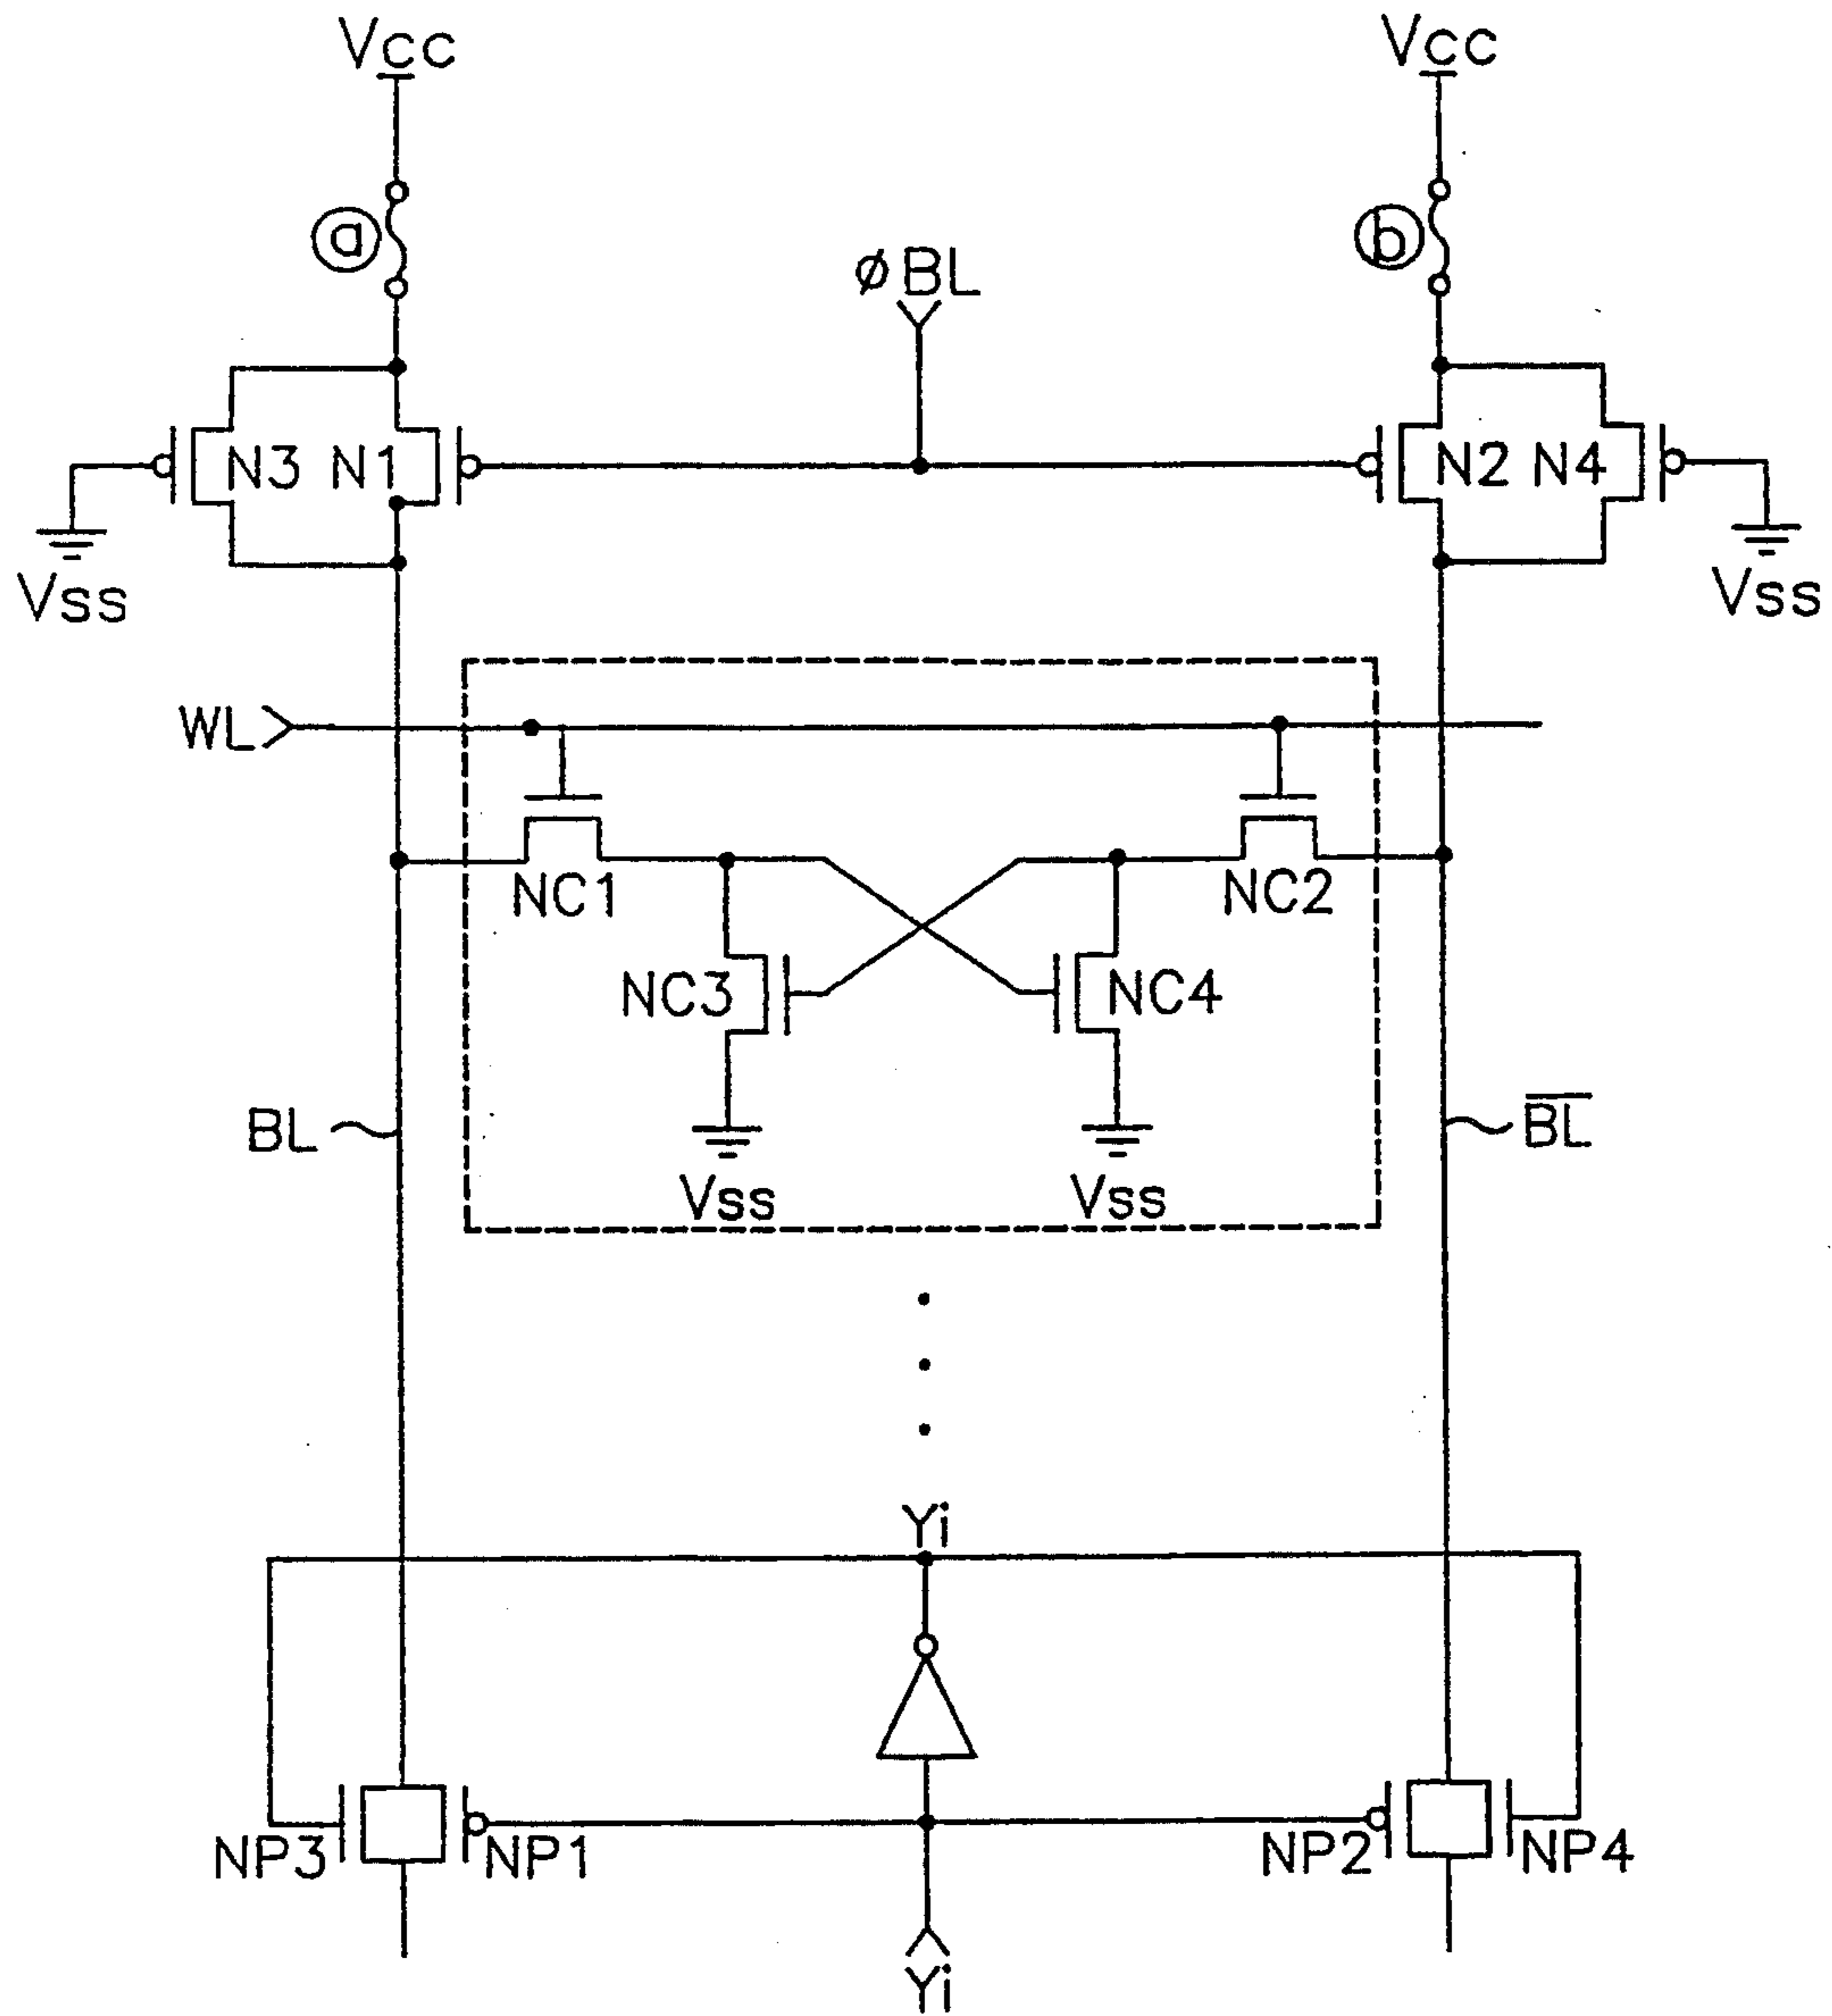 Vcc
Vcc
ⓐ
ⓑ
øBL
N3
N1
N2
N4
Vss
Vss
WL
NC1
NC2
NC3
NC4
BL
B̅L̅
Vss
Vss
Yi
NP3
NP1
NP2
NP4
Yi